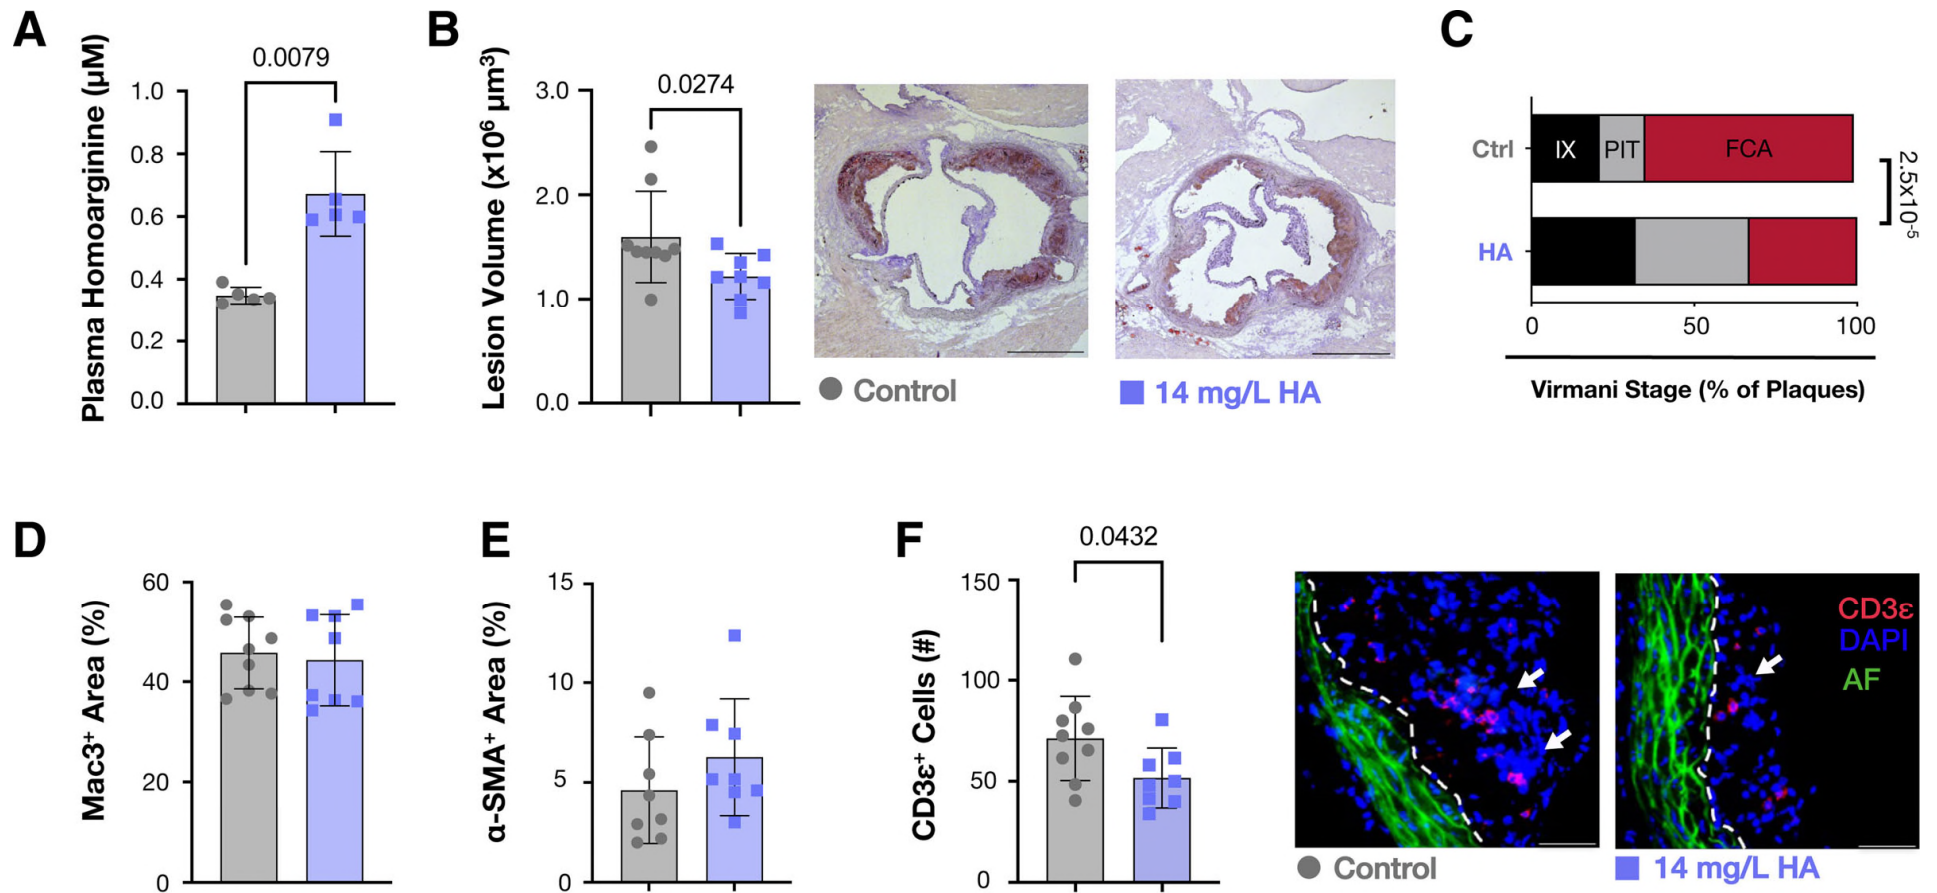 A
Plasma Homoarginine (µM)
0.0079
1.0
0.8
0.6
0.4
0.2
0.0
B
Lesion Volume (x10⁶ µm³)
0.0274
3.0
2.0
1.0
0.0
Control
14 mg/L HA
C
Ctrl
IX
PIT
FCA
HA
2.5x10⁻⁵
0
50
100
Virmani Stage (% of Plaques)
D
Mac3⁺ Area (%)
60
40
20
0
E
α-SMA⁺ Area (%)
15
10
5
0
F
CD3ε⁺ Cells (#)
0.0432
150
100
50
0
CD3ε
DAPI
AF
Control
14 mg/L HA